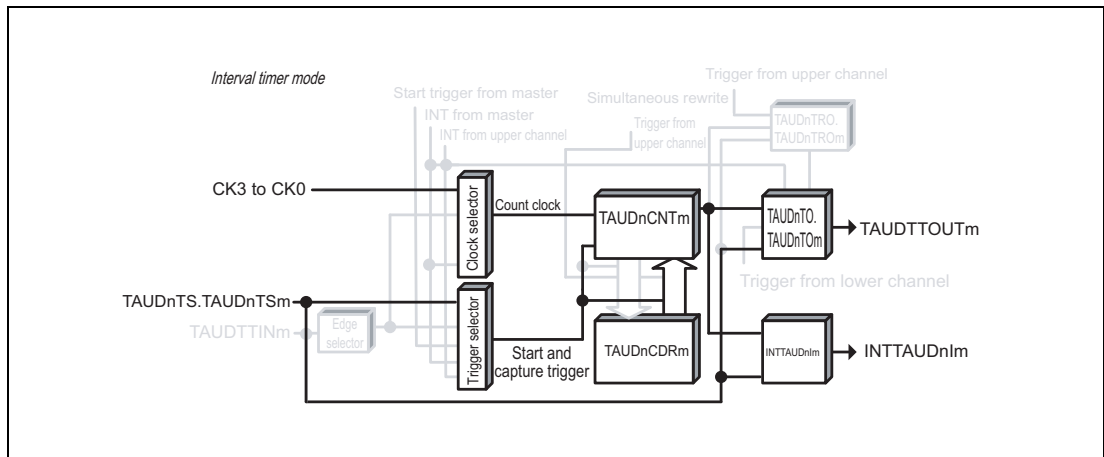 Interval timer mode
Trigger from upper channel
Start trigger from master
Simultaneous rewrite
INT from master
Trigger from
upper channel
INT from upper channel
TAUDnTRO.
TAUDnTROm
CK3 to CK0
Clock selector
Count clock
TAUDnCNTm
TAUDnTO.
TAUDnTOm
TAUDTTOUTm
Trigger from lower channel
TAUDnTS.TAUDnTSm
TAUDTTINm
Edge
selector
Trigger selector
Start and
capture trigger
TAUDnCDRm
INTTAUDnIm
INTTAUDnIm